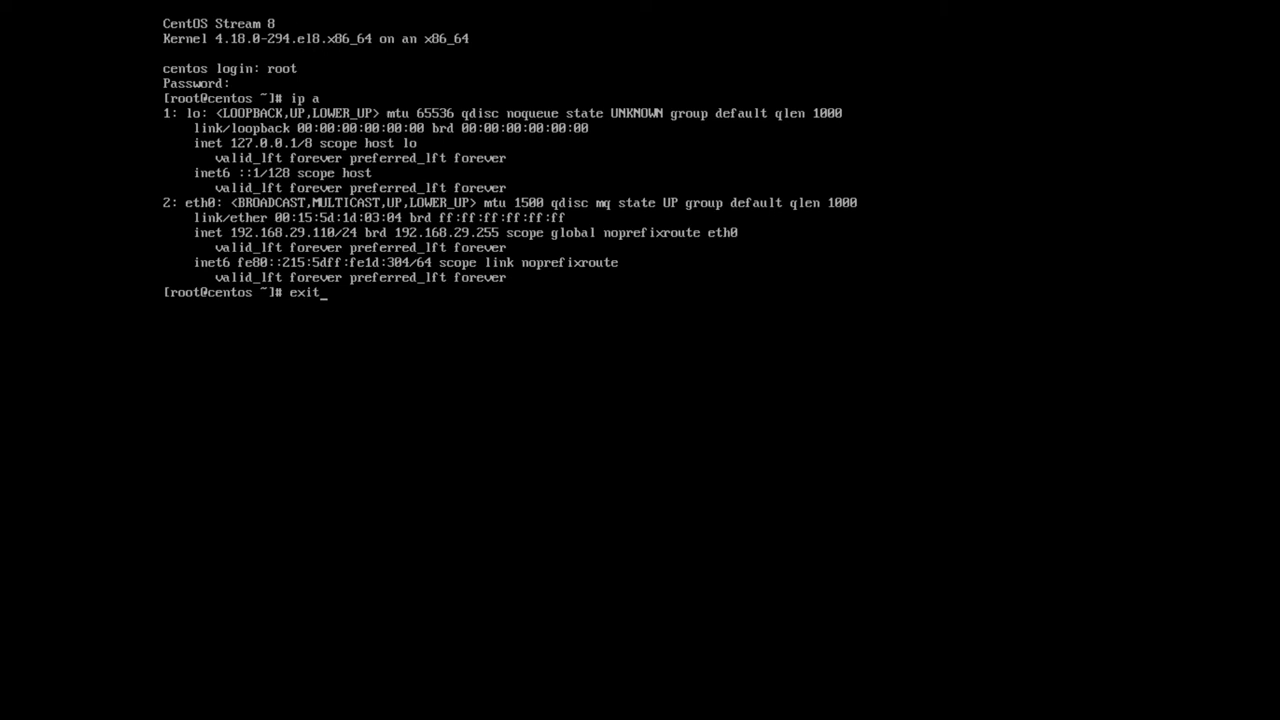 CentOS Stream 8
Kernel 4.18.0-294.el8.x86_64 on an x86_64
centos login: root
Password:
[root@centos ~]# ip a
1: lo: <LOOPBACK,UP,LOWER_UP> mtu 65536 qdisc noqueue state UNKNOWN group default qlen 1000
    link/loopback 00:00:00:00:00:00 brd 00:00:00:00:00:00
    inet 127.0.0.1/8 scope host lo
       valid_lft forever preferred_lft forever
    inet6 ::1/128 scope host
       valid_lft forever preferred_lft forever
2: eth0: <BROADCAST,MULTICAST,UP,LOWER_UP> mtu 1500 qdisc mq state UP group default qlen 1000
    link/ether 00:15:5d:1d:03:04 brd ff:ff:ff:ff:ff:ff
    inet 192.168.29.110/24 brd 192.168.29.255 scope global noprefixroute eth0
       valid_lft forever preferred_lft forever
    inet6 fe80::215:5dff:fe1d:304/64 scope link noprefixroute
       valid_lft forever preferred_lft forever
[root@centos ~]# exit_